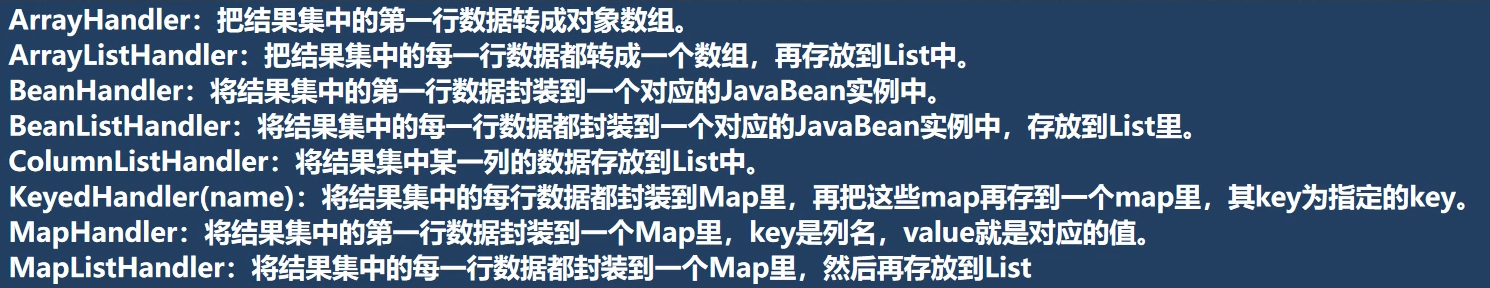 ArrayHandler：把结果集中的第一行数据转成对象数组。
ArrayListHandler：把结果集中的每一行数据都转成一个数组，再存放到List中。
BeanHandler：将结果集中的第一行数据封装到一个对应的JavaBean实例中。
BeanListHandler：将结果集中的每一行数据都封装到一个对应的JavaBean实例中，存放到List里。
ColumnListHandler：将结果集中某一列的数据存放到List中。
KeyedHandler(name)：将结果集中的每行数据都封装到Map里，再把这些map再存到一个map里，其key为指定的key。
MapHandler：将结果集中的第一行数据封装到一个Map里，key是列名，value就是对应的值。
MapListHandler：将结果集中的每一行数据都封装到一个Map里，然后再存放到List